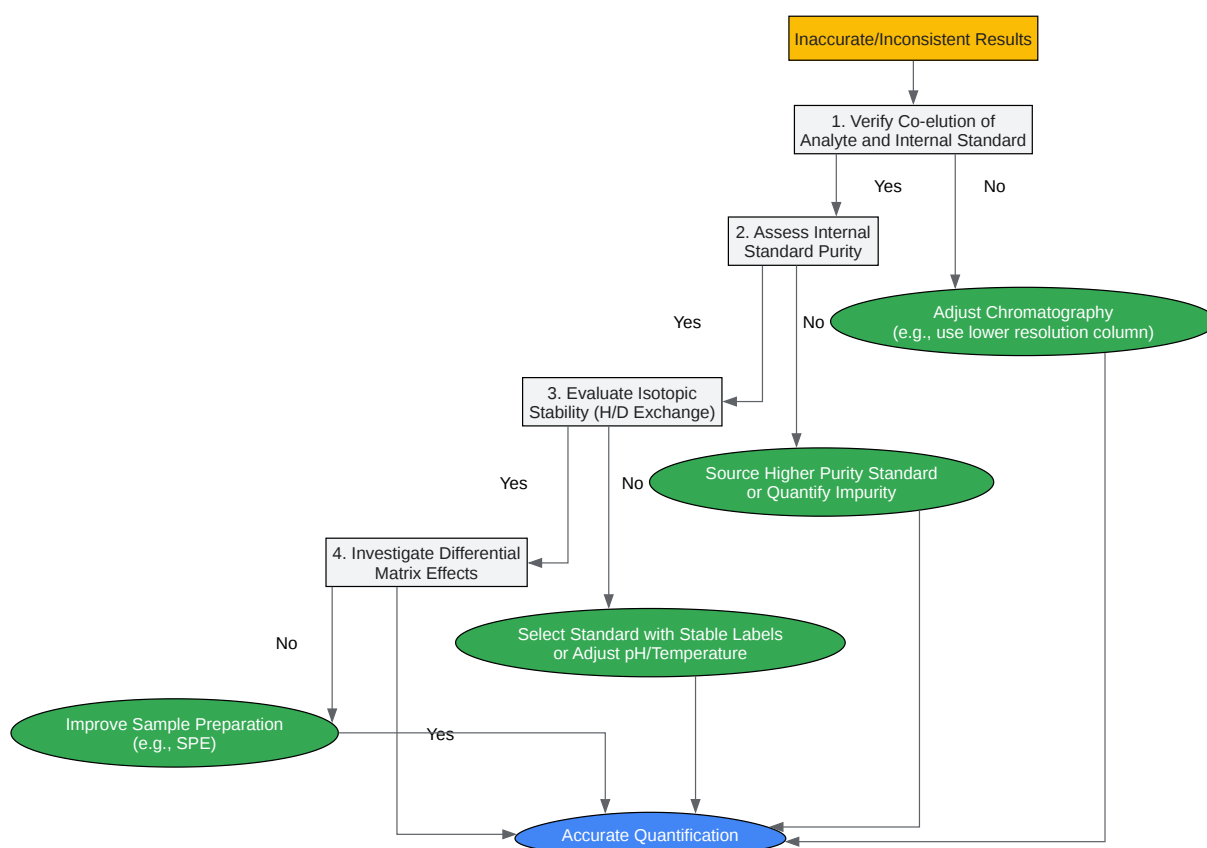 Inaccurate/Inconsistent Results
1. Verify Co-elution of
Analyte and Internal Standard
Yes
No
2. Assess Internal
Standard Purity
Yes
No
Adjust Chromatography
(e.g., use lower resolution column)
3. Evaluate Isotopic
Stability (H/D Exchange)
Yes
No
Source Higher Purity Standard
or Quantify Impurity
4. Investigate Differential
Matrix Effects
No
Select Standard with Stable Labels
or Adjust pH/Temperature
Improve Sample Preparation
(e.g., SPE)
Yes
Accurate Quantification